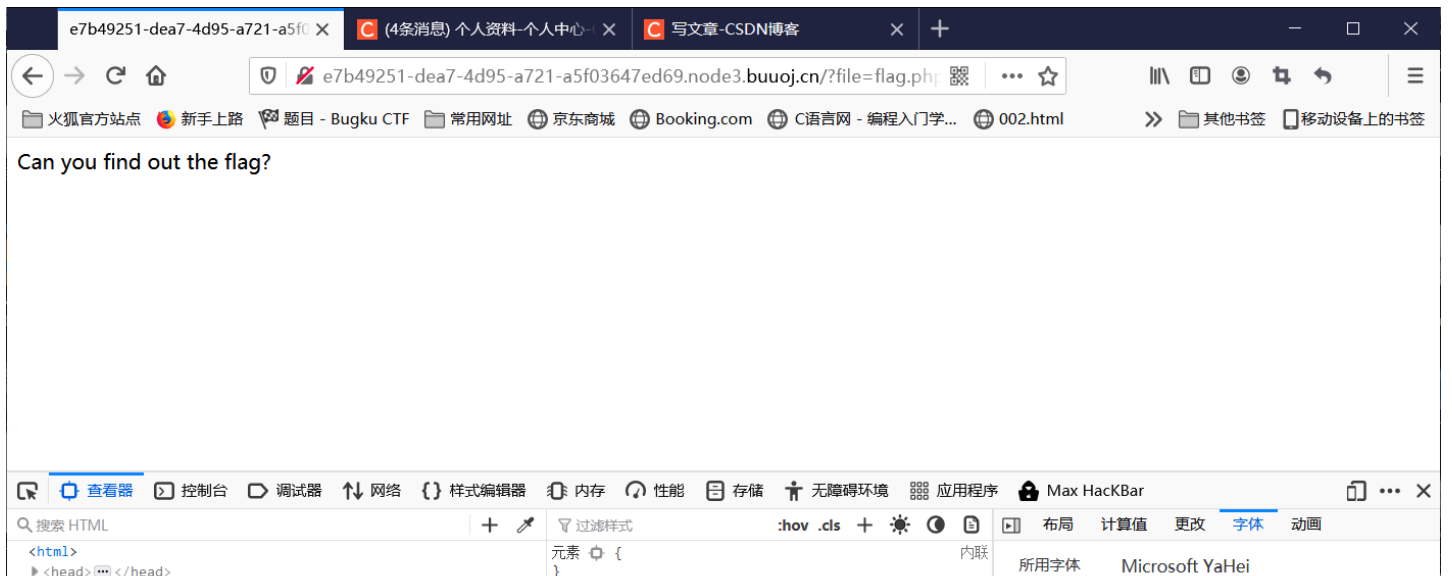 e7b49251-dea7-4d95-a721-a5f0 (4条消息) 个人资料-个人中心- 写文章-CSDN博客
e7b49251-dea7-4d95-a721-a5f03647ed69.node3.buuoj.cn/?file=flag.php
火狐官方站点 新手上路 题目 - Bugku CTF 常用网址 京东商城 Booking.com C语言网 - 编程入门学... 002.html 其他书签 移动设备上的书签
Can you find out the flag?
查看器 控制台 调试器 网络 样式编辑器 内存 性能 存储 无障碍环境 应用程序 Max HacKBar
搜索 HTML 过滤样式 :hov .cls 布局 计算值 更改 字体 动画
<html> 元素 { 内联
<head> </head> } 所用字体 Microsoft YaHei